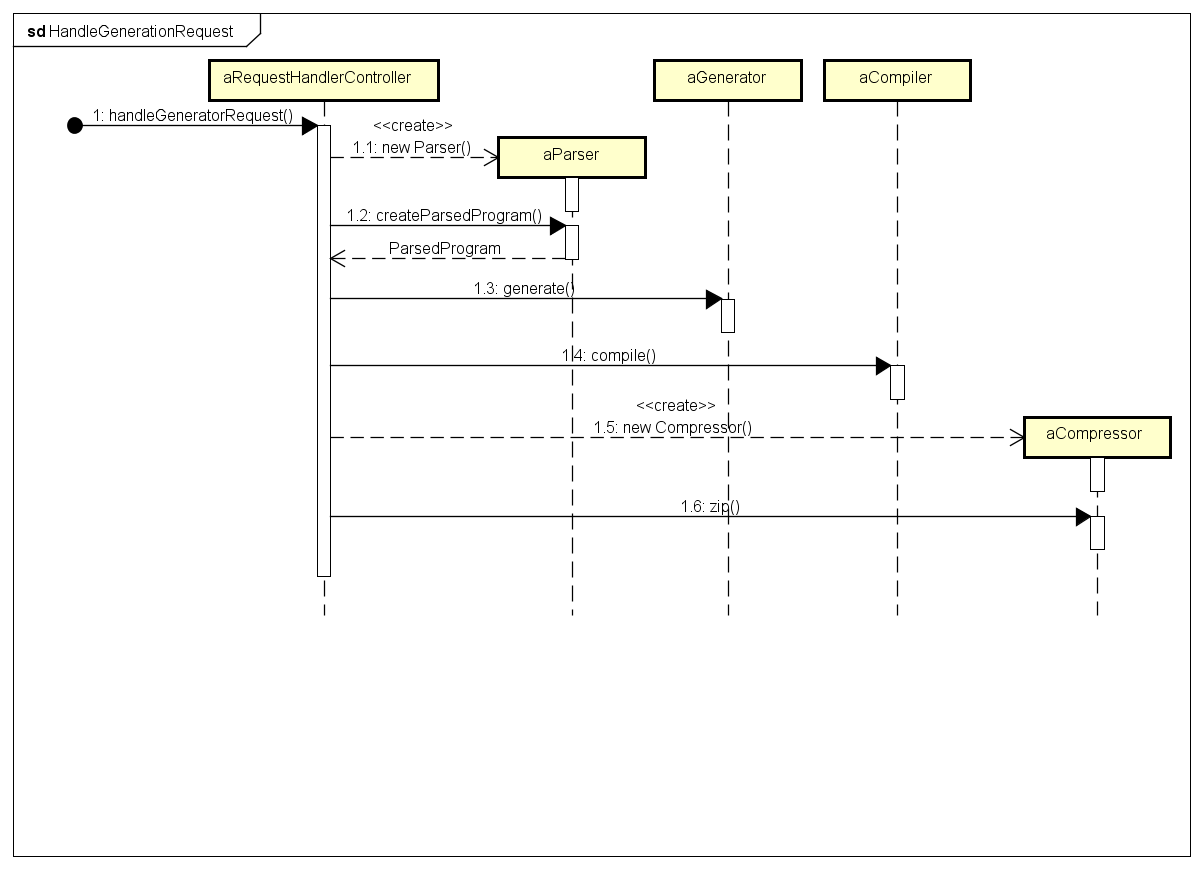 sd HandleGenerationRequest
aRequestHandlerController
aGenerator
aCompiler
1: handleGeneratorRequest()
<<create>>
1.1: new Parser()
aParser
1.2: createParsedProgram()
ParsedProgram
1.3: generate()
1.4: compile()
<<create>>
1.5: new Compressor()
aCompressor
1.6: zip()